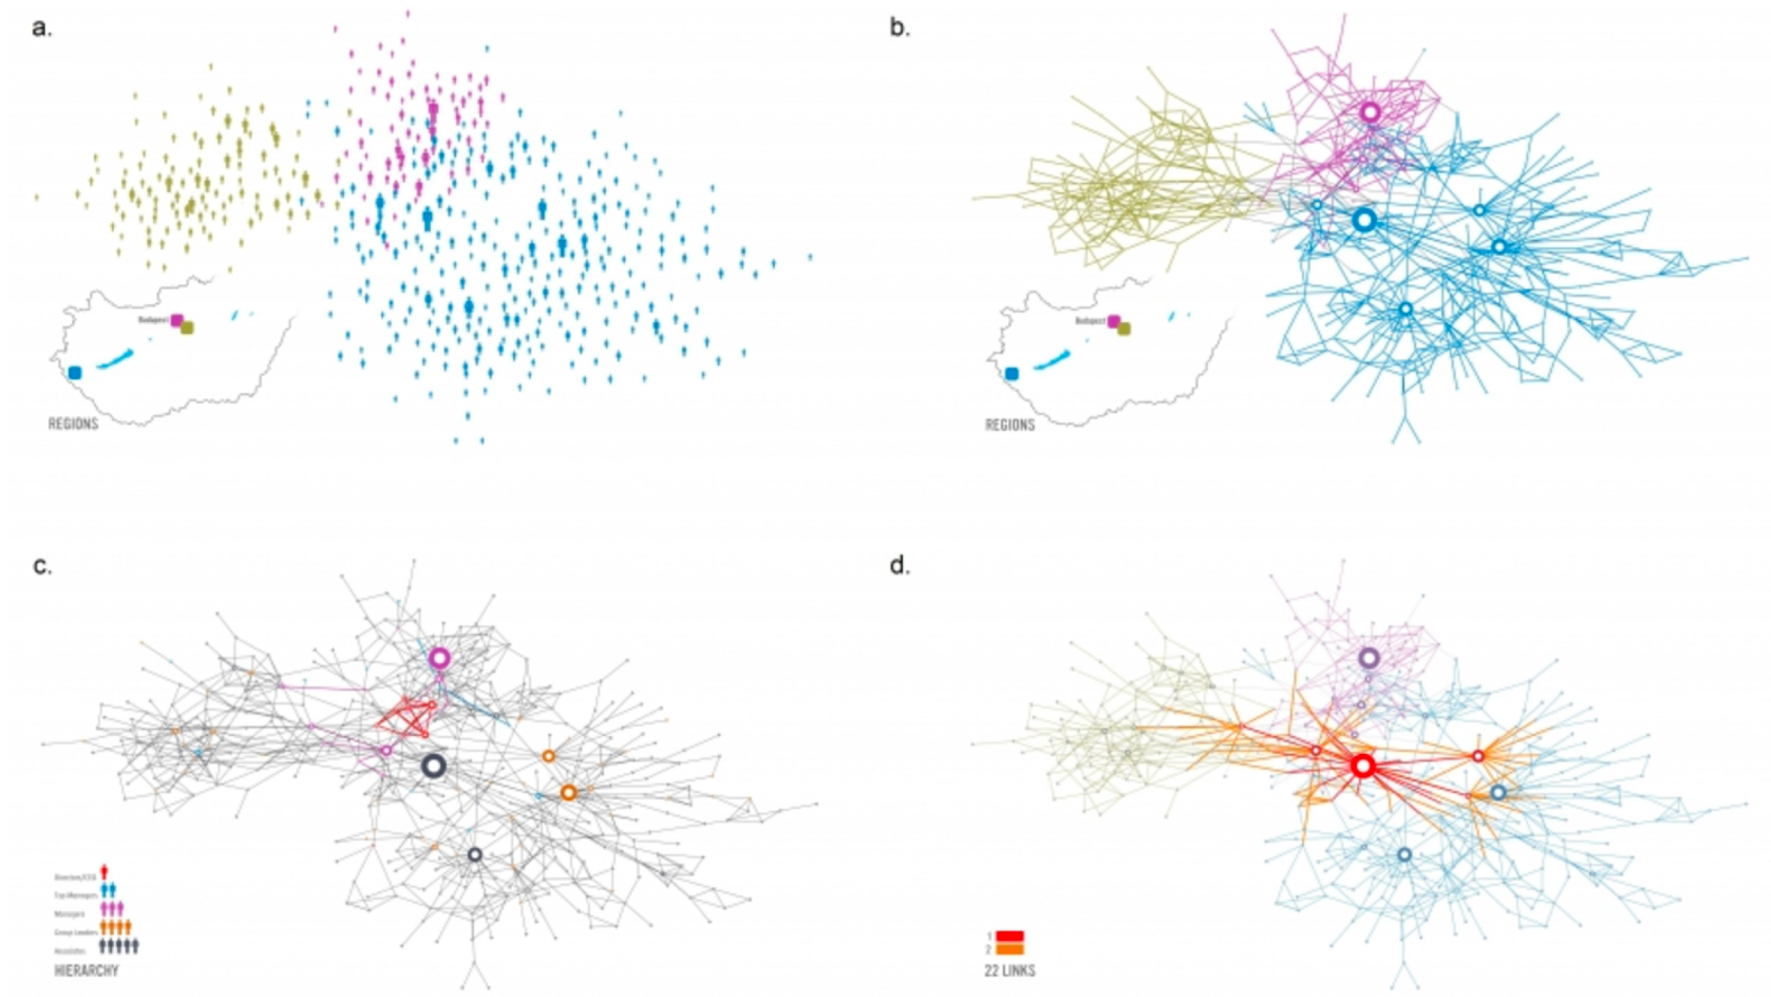 a.
b.
Budapest
REGIONS
Budapest
REGIONS
c.
d.
Directors/CEO
Top Managers
Managers
Group Leaders
Associates
HIERARCHY
1
2
22 LINKS